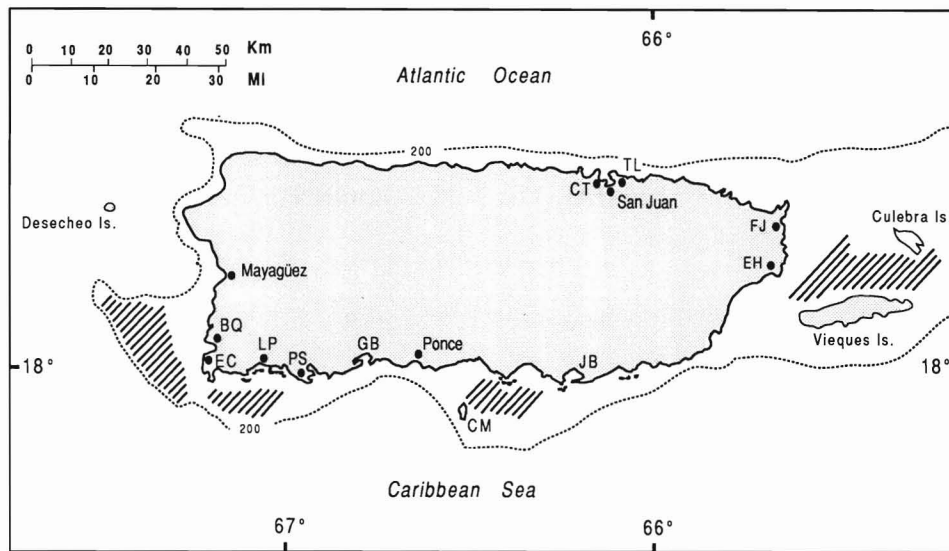 66°
0 10 20 30 40 50 Km
0 10 20 30 MI
Atlantic Ocean
200
TL
CT
San Juan
Desecheo Is.
FJ
Culebra Is.
EH
Mayagüez
Vieques Is.
BQ
LP
GB
Ponce
EC
PS
JB
18°
18°
CM
200
Caribbean Sea
67°
66°